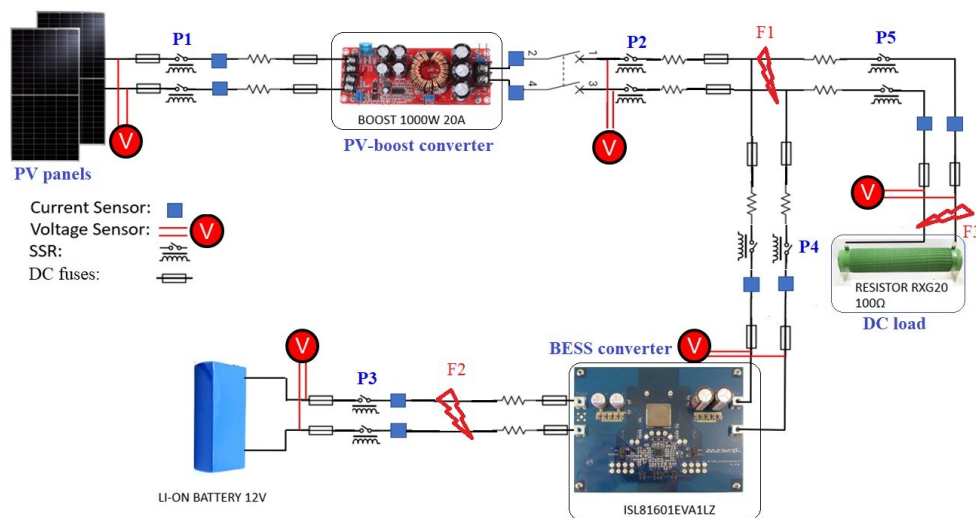 P1
2
1
P2
F1
P5
4
3
V
V
BOOST 1000W 20A
PV-boost converter
PV panels
Current Sensor:
Voltage Sensor:
V
SSR:
DC fuses:
V
F3
P4
RESISTOR RXG20
100Ω
DC load
BESS converter
V
V
P3
F2
LI-ON BATTERY 12V
ISL81601EVA1LZ